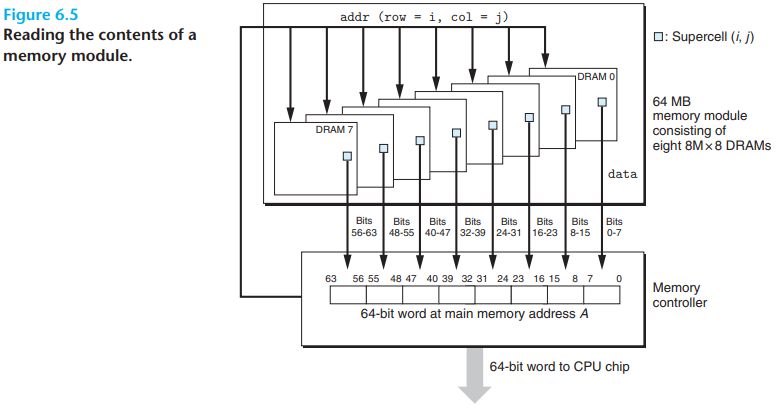 Figure 6.5
Reading the contents of a
memory module.
addr (row = i, col = j)
: Supercell (i, j)
DRAM 0
DRAM 7
64 MB
memory module
consisting of
eight 8M×8 DRAMs
data
Bits
56-63
Bits
48-55
Bits
40-47
Bits
32-39
Bits
24-31
Bits
16-23
Bits
8-15
Bits
0-7
63 56 55 48 47 40 39 32 31 24 23 16 15 8 7 0
64-bit word at main memory address A
Memory
controller
64-bit word to CPU chip